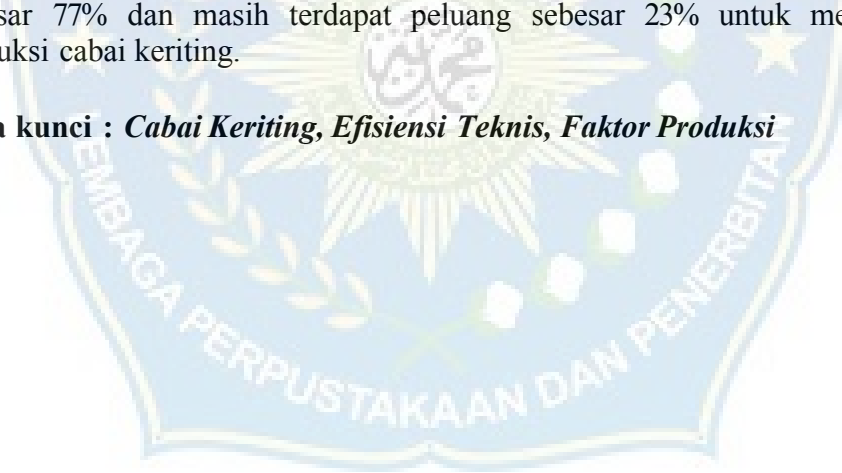 sar 77% dan masih terdapat peluang sebesar 23% untuk me
uksi cabai keriting.
a kunci : Cabai Keriting, Efisiensi Teknis, Faktor Produksi
EMBAGA PERPUSTAKAAN DAN PENERBITAN